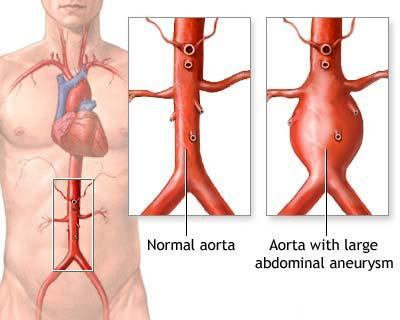 Normal aorta
Aorta with large
abdominal aneurysm